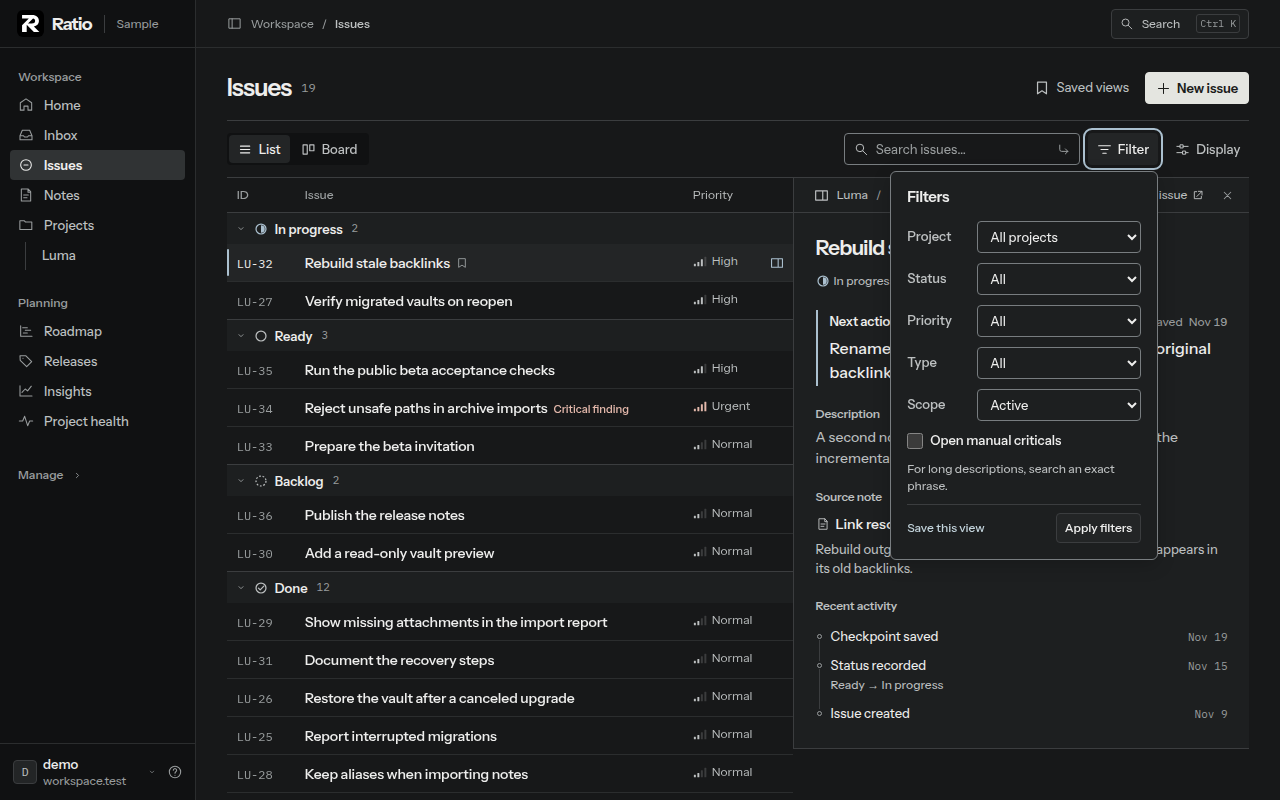 Ratio
Sample
Workspace
Home
Inbox
Issues
Notes
Projects
Luma
Planning
Roadmap
Releases
Insights
Project health
Manage
D
demo
workspace.test
Workspace / Issues
Search Ctrl K
Issues 19
Saved views
New issue
List
Board
Search issues...
Filter
Display
ID Issue Priority
In progress 2
LU-32 Rebuild stale backlinks High
LU-27 Verify migrated vaults on reopen High
Ready 3
LU-35 Run the public beta acceptance checks High
LU-34 Reject unsafe paths in archive imports Critical finding Urgent
LU-33 Prepare the beta invitation Normal
Backlog 2
LU-36 Publish the release notes Normal
LU-30 Add a read-only vault preview Normal
Done 12
LU-29 Show missing attachments in the import report Normal
LU-31 Document the recovery steps Normal
LU-26 Restore the vault after a canceled upgrade Normal
LU-25 Report interrupted migrations Normal
LU-28 Keep aliases when importing notes Normal
Luma /
issue
Rebuild
In progress
Next actio
aved Nov 19
Rename original
backlink
Description
A second no the
incrementa
Source note
Link reso
Rebuild outg appears in
its old backlinks.
Recent activity
Checkpoint saved Nov 19
Status recorded Nov 15
Ready → In progress
Issue created Nov 9
Filters
Project All projects
Status All
Priority All
Type All
Scope Active
Open manual criticals
For long descriptions, search an exact
phrase.
Save this view
Apply filters